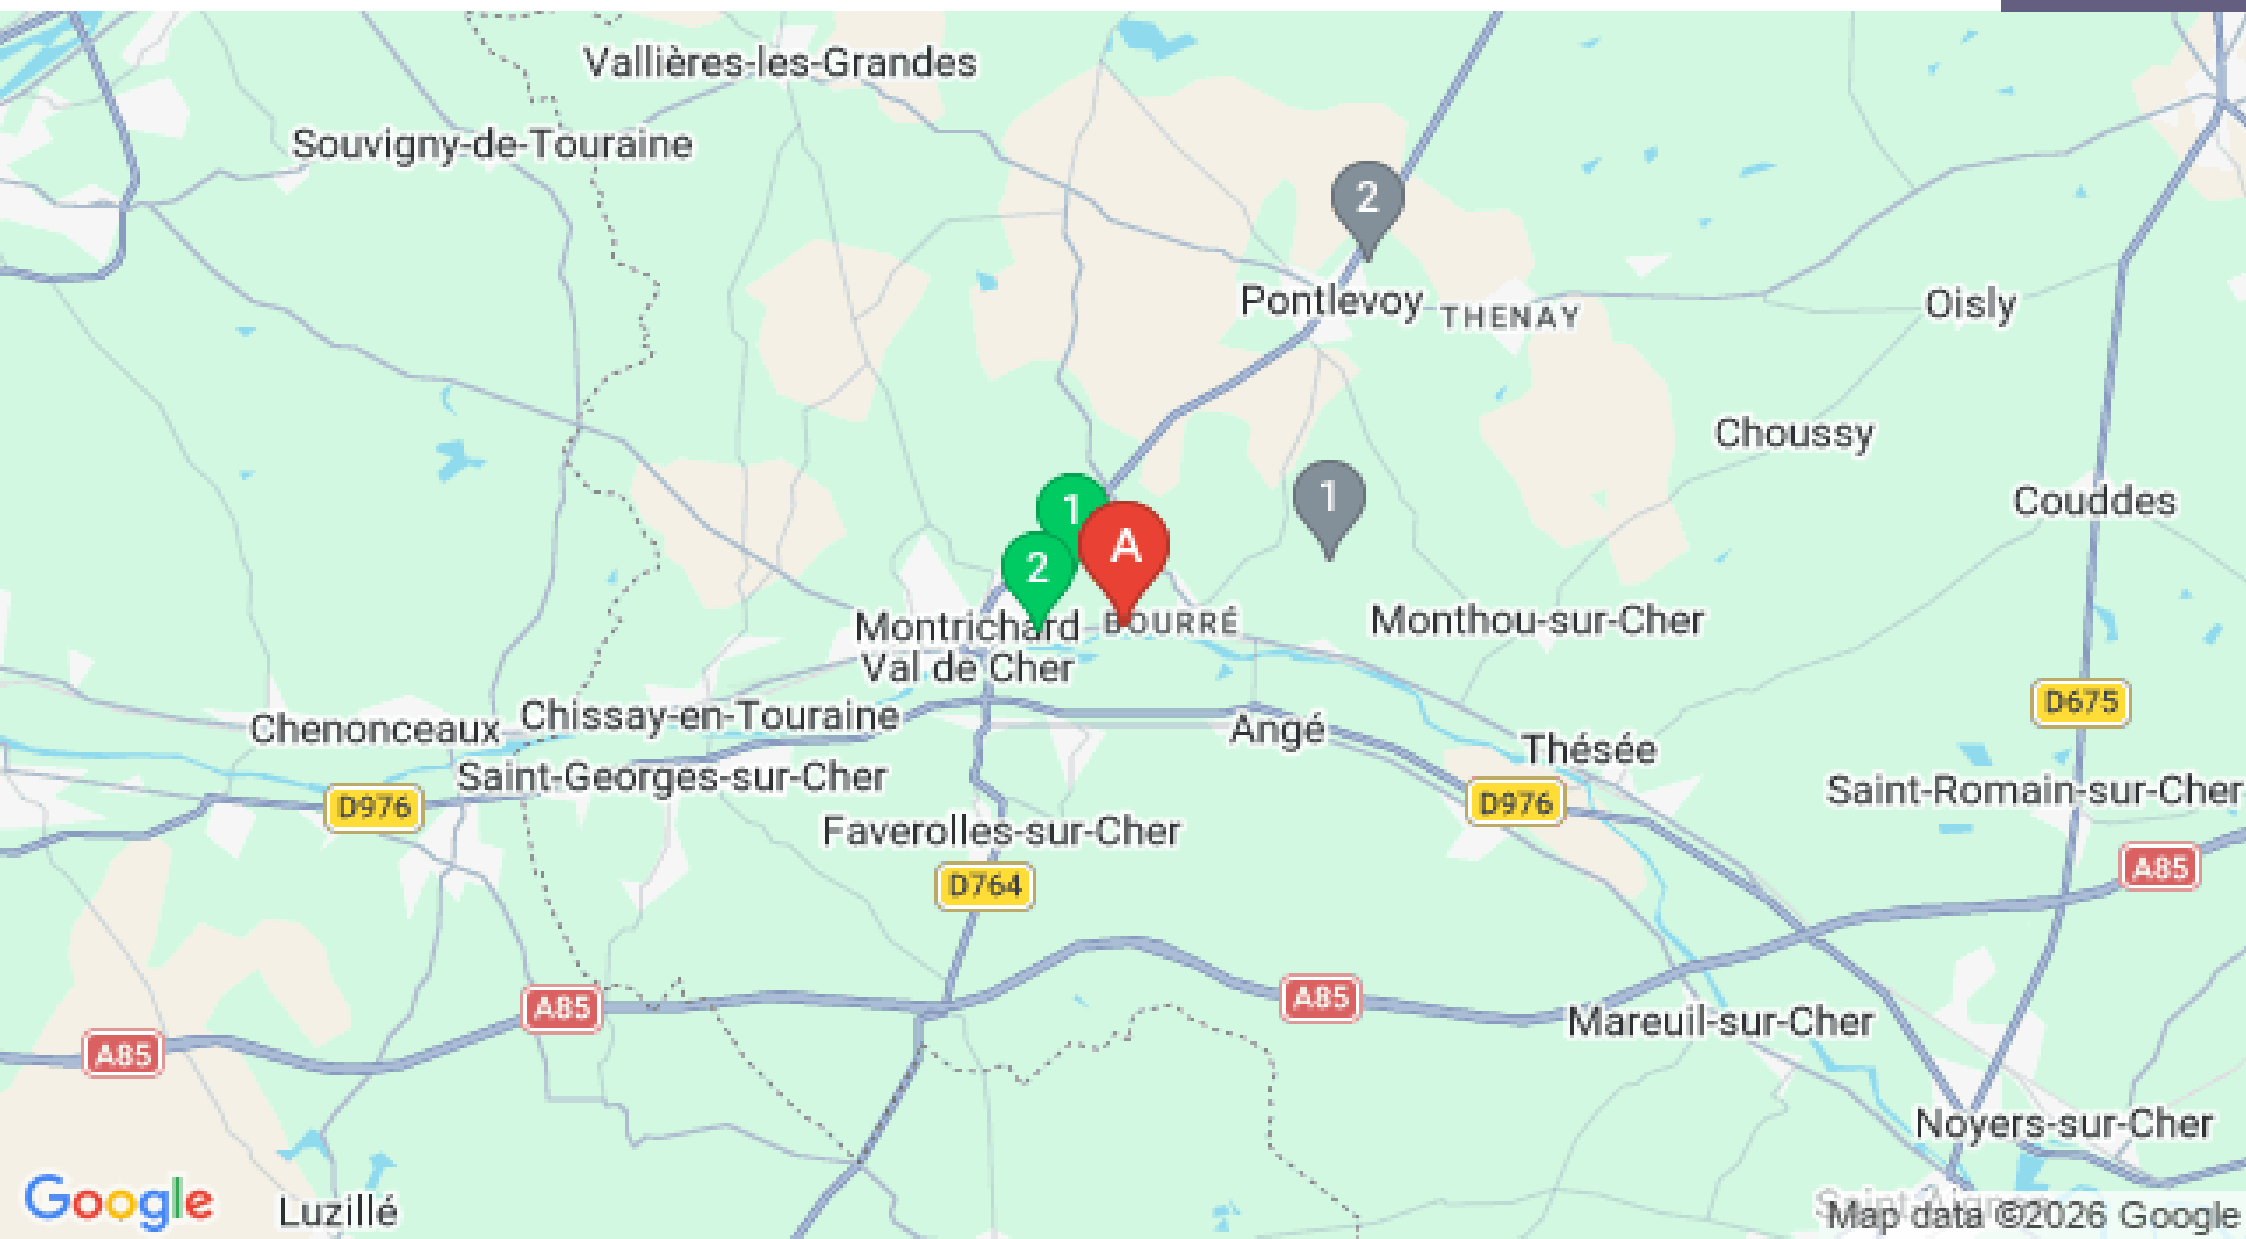 Vallières-les-Grandes
Souvigny-de-Touraine
2
Pontlevoy
THENAY
Oisly
Choussy
1
1
Couddes
A
2
Montrichard
Val de Cher
BOURRÉ
Monthou-sur-Cher
D675
Chenonceaux
Chissay-en-Touraine
Angé
Thésée
Saint-Georges-sur-Cher
D976
D976
Saint-Romain-sur-Cher
Faverolles-sur-Cher
D764
A85
A85
A85
A85
Mareuil-sur-Cher
Noyers-sur-Cher
Google
Luzillé
Saint-Aignan
Map data ©2026 Google